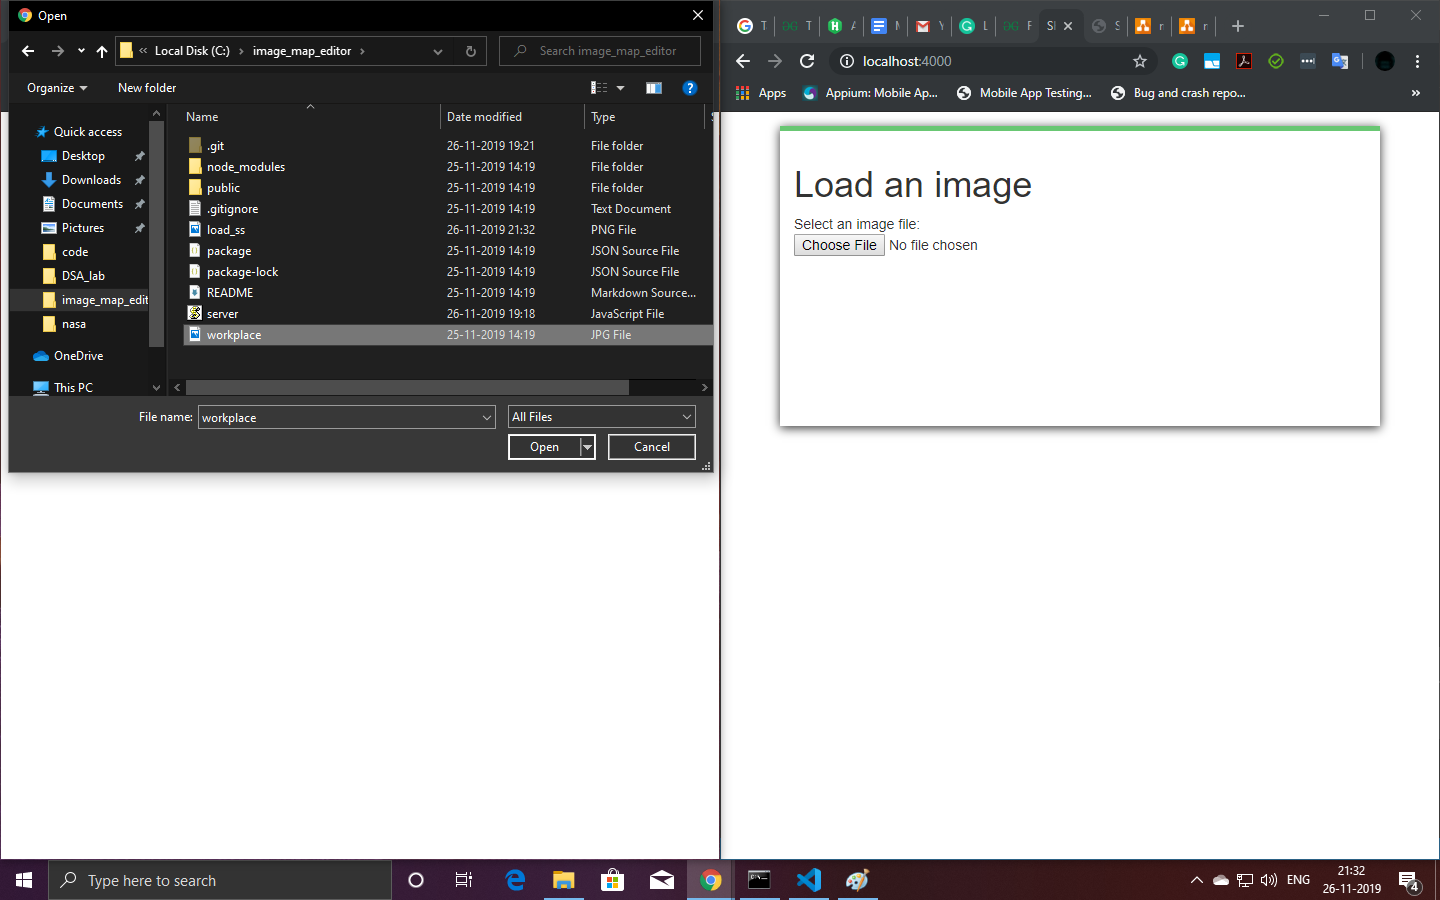 Open
Local Disk (C:) image_map_editor
Search image_map_editor
Organize New folder
Name Date modified Type
Quick access
Desktop
Downloads
Documents
Pictures
code
DSA_lab
image_map_edit
nasa
OneDrive
This PC
.git 26-11-2019 19:21 File folder
node_modules 25-11-2019 14:19 File folder
public 25-11-2019 14:19 File folder
.gitignore 25-11-2019 14:19 Text Document
load_ss 26-11-2019 21:32 PNG File
package 25-11-2019 14:19 JSON Source File
package-lock 25-11-2019 14:19 JSON Source File
README 25-11-2019 14:19 Markdown Source...
server 26-11-2019 19:18 JavaScript File
workplace 25-11-2019 14:19 JPG File
File name: workplace All Files
Open Cancel
localhost:4000
Apps Appium: Mobile Ap... Mobile App Testing... Bug and crash repo... »
Load an image
Select an image file:
Choose File No file chosen
Type here to search
ENG
21:32
26-11-2019
4